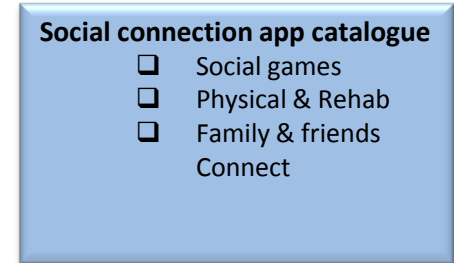 Social connection app catalogue
❑ Social games
❑ Physical & Rehab
❑ Family & friends
Connect